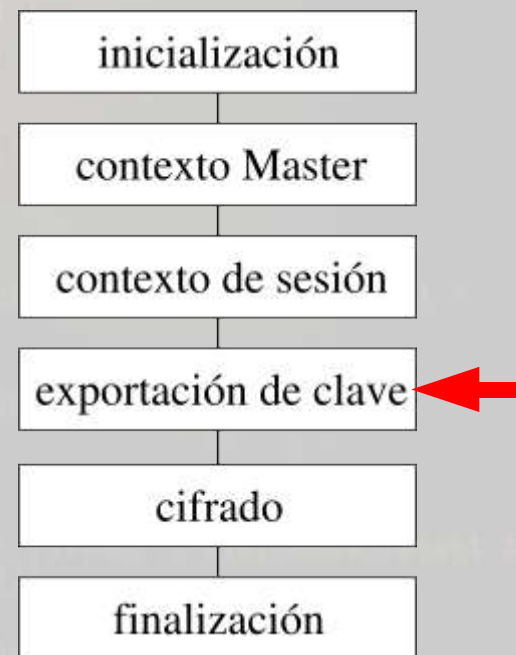 inicialización
contexto Master
contexto de sesión
exportación de clave
cifrado
finalización